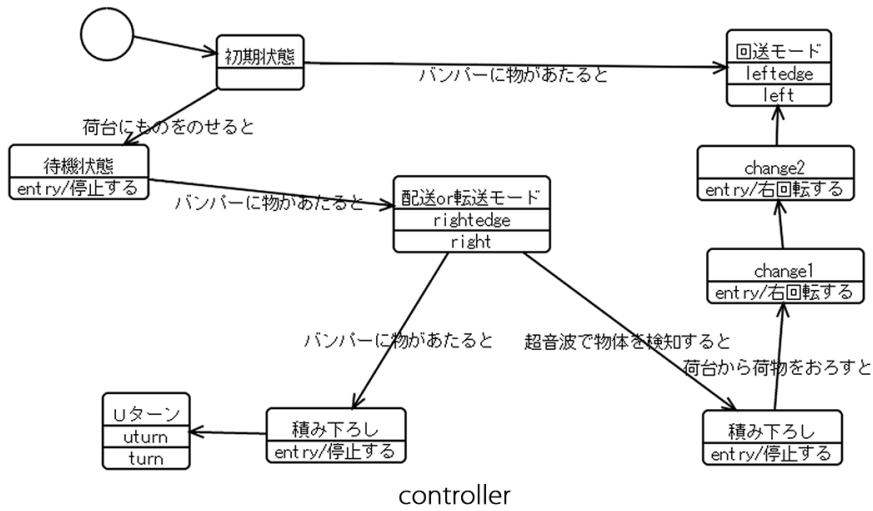 初期状態
回送モード
leftedge
left
バンパーに物があたると
荷台にものをのせると
待機状態
entry/停止する
バンパーに物があたると
配送or転送モード
rightedge
right
change2
entry/右回転する
change1
entry/右回転する
バンパーに物があたると
超音波で物体を検知すると
荷台から荷物をおろすと
Uターン
uturn
turn
積み下ろし
entry/停止する
積み下ろし
entry/停止する
controller